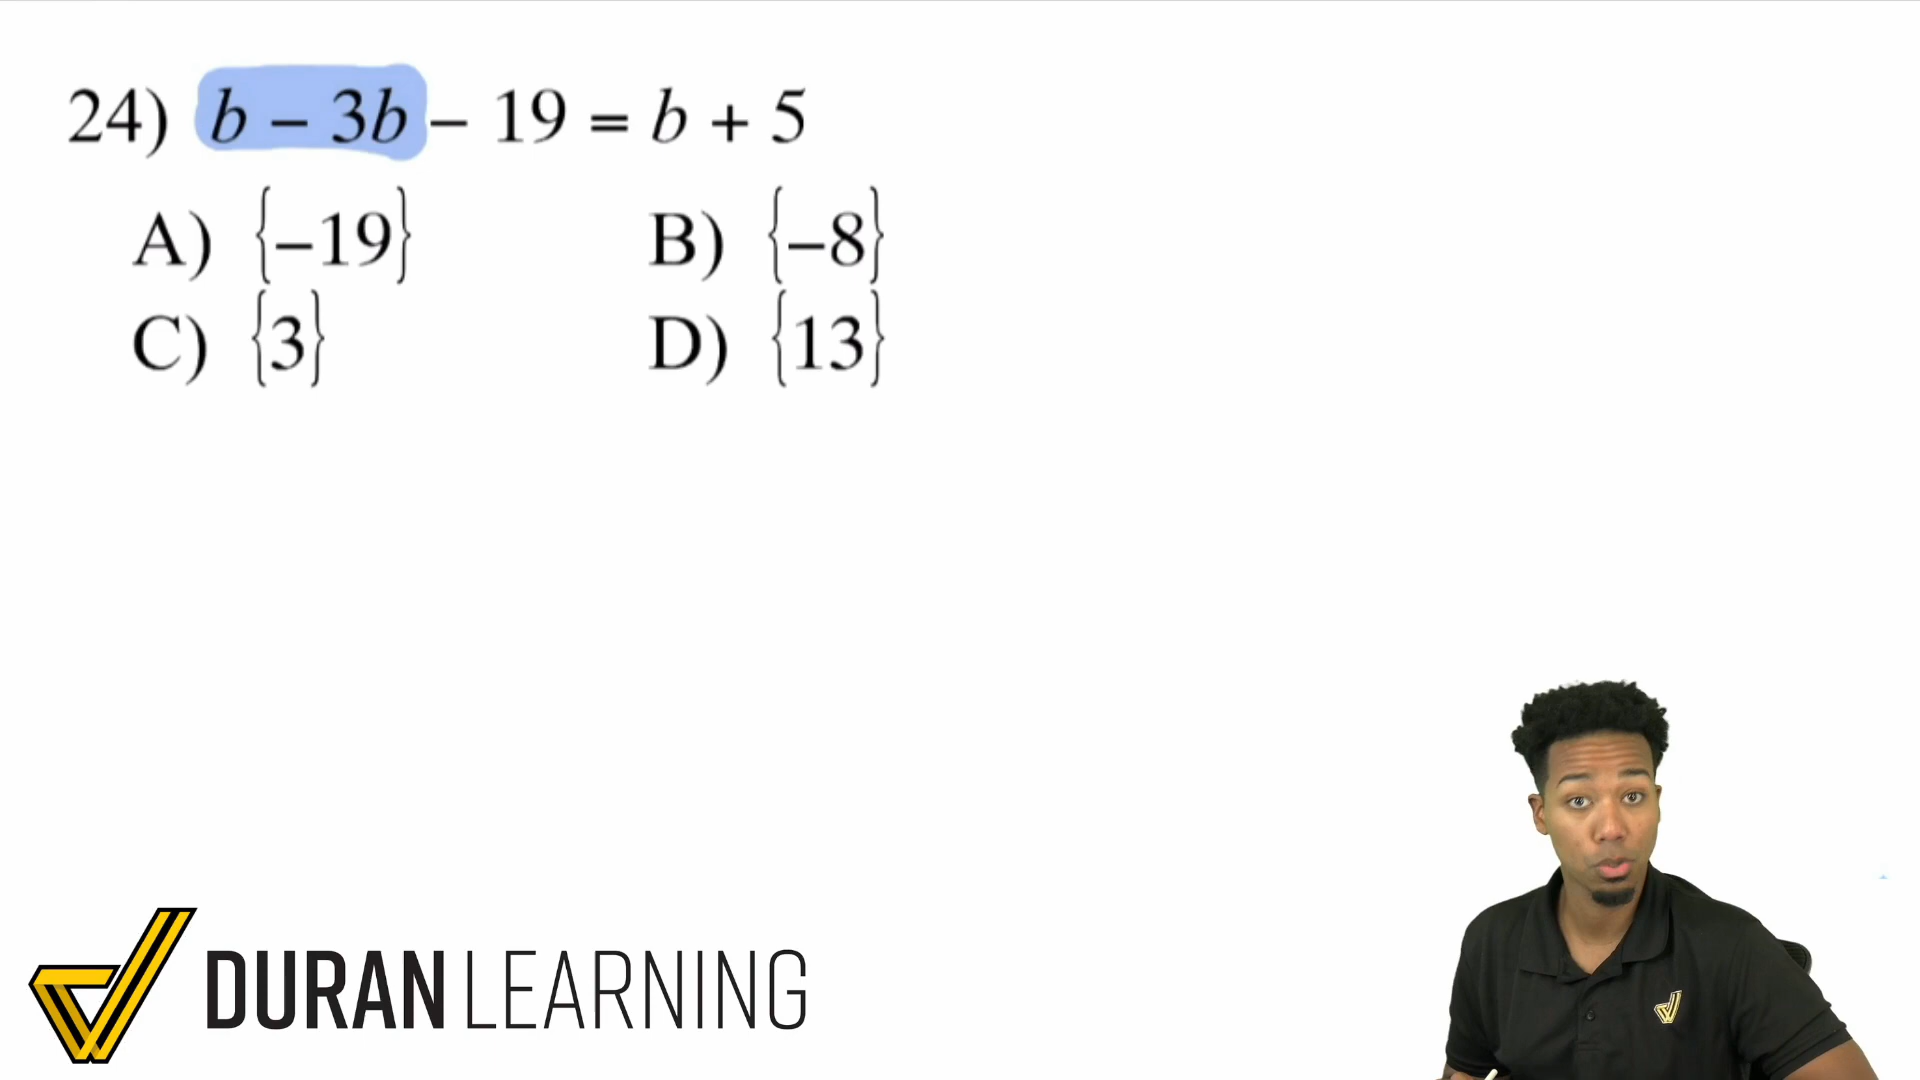 24) b – 3b – 19 = b + 5
A) {–19} B) {–8}
C) {3} D) {13}
DURAN LEARNING